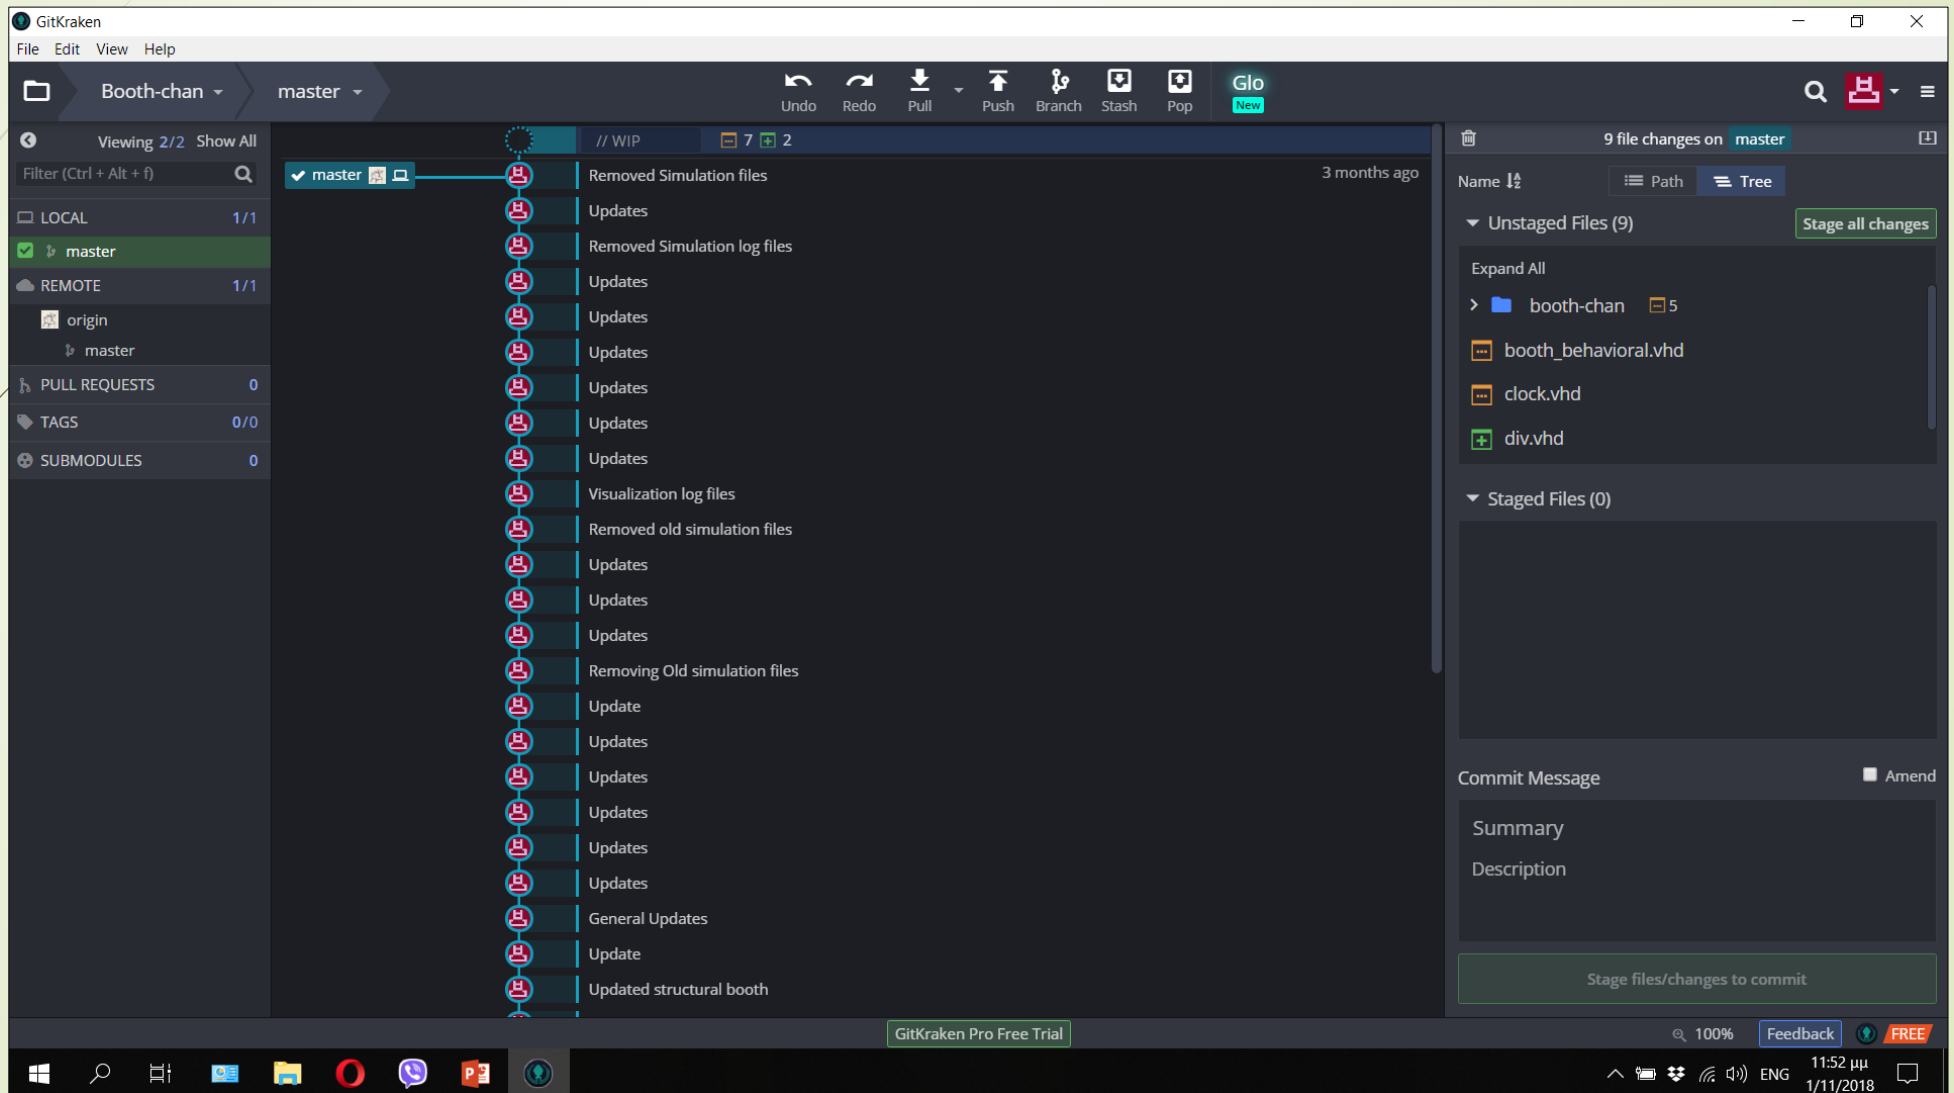 GitKraken
File Edit View Help
Booth-chan master
Undo Redo Pull Push Branch Stash Pop Glo New
Viewing 2/2 Show All
Filter (Ctrl + Alt + f)
LOCAL 1/1
master
REMOTE 1/1
origin
master
PULL REQUESTS 0
TAGS 0/0
SUBMODULES 0
// WIP 7 2
master Removed Simulation files 3 months ago
Updates
Removed Simulation log files
Updates
Updates
Updates
Updates
Updates
Updates
Visualization log files
Removed old simulation files
Updates
Updates
Updates
Removing Old simulation files
Update
Updates
Updates
Updates
Updates
Updates
General Updates
Update
Updated structural booth
9 file changes on master
Name Path Tree
Unstaged Files (9) Stage all changes
Expand All
booth-chan 5
booth_behavioral.vhd
clock.vhd
div.vhd
Staged Files (0)
Commit Message Amend
Summary
Description
Stage files/changes to commit
GitKraken Pro Free Trial 100% Feedback FREE
ENG 11:52 μμ
1/11/2018